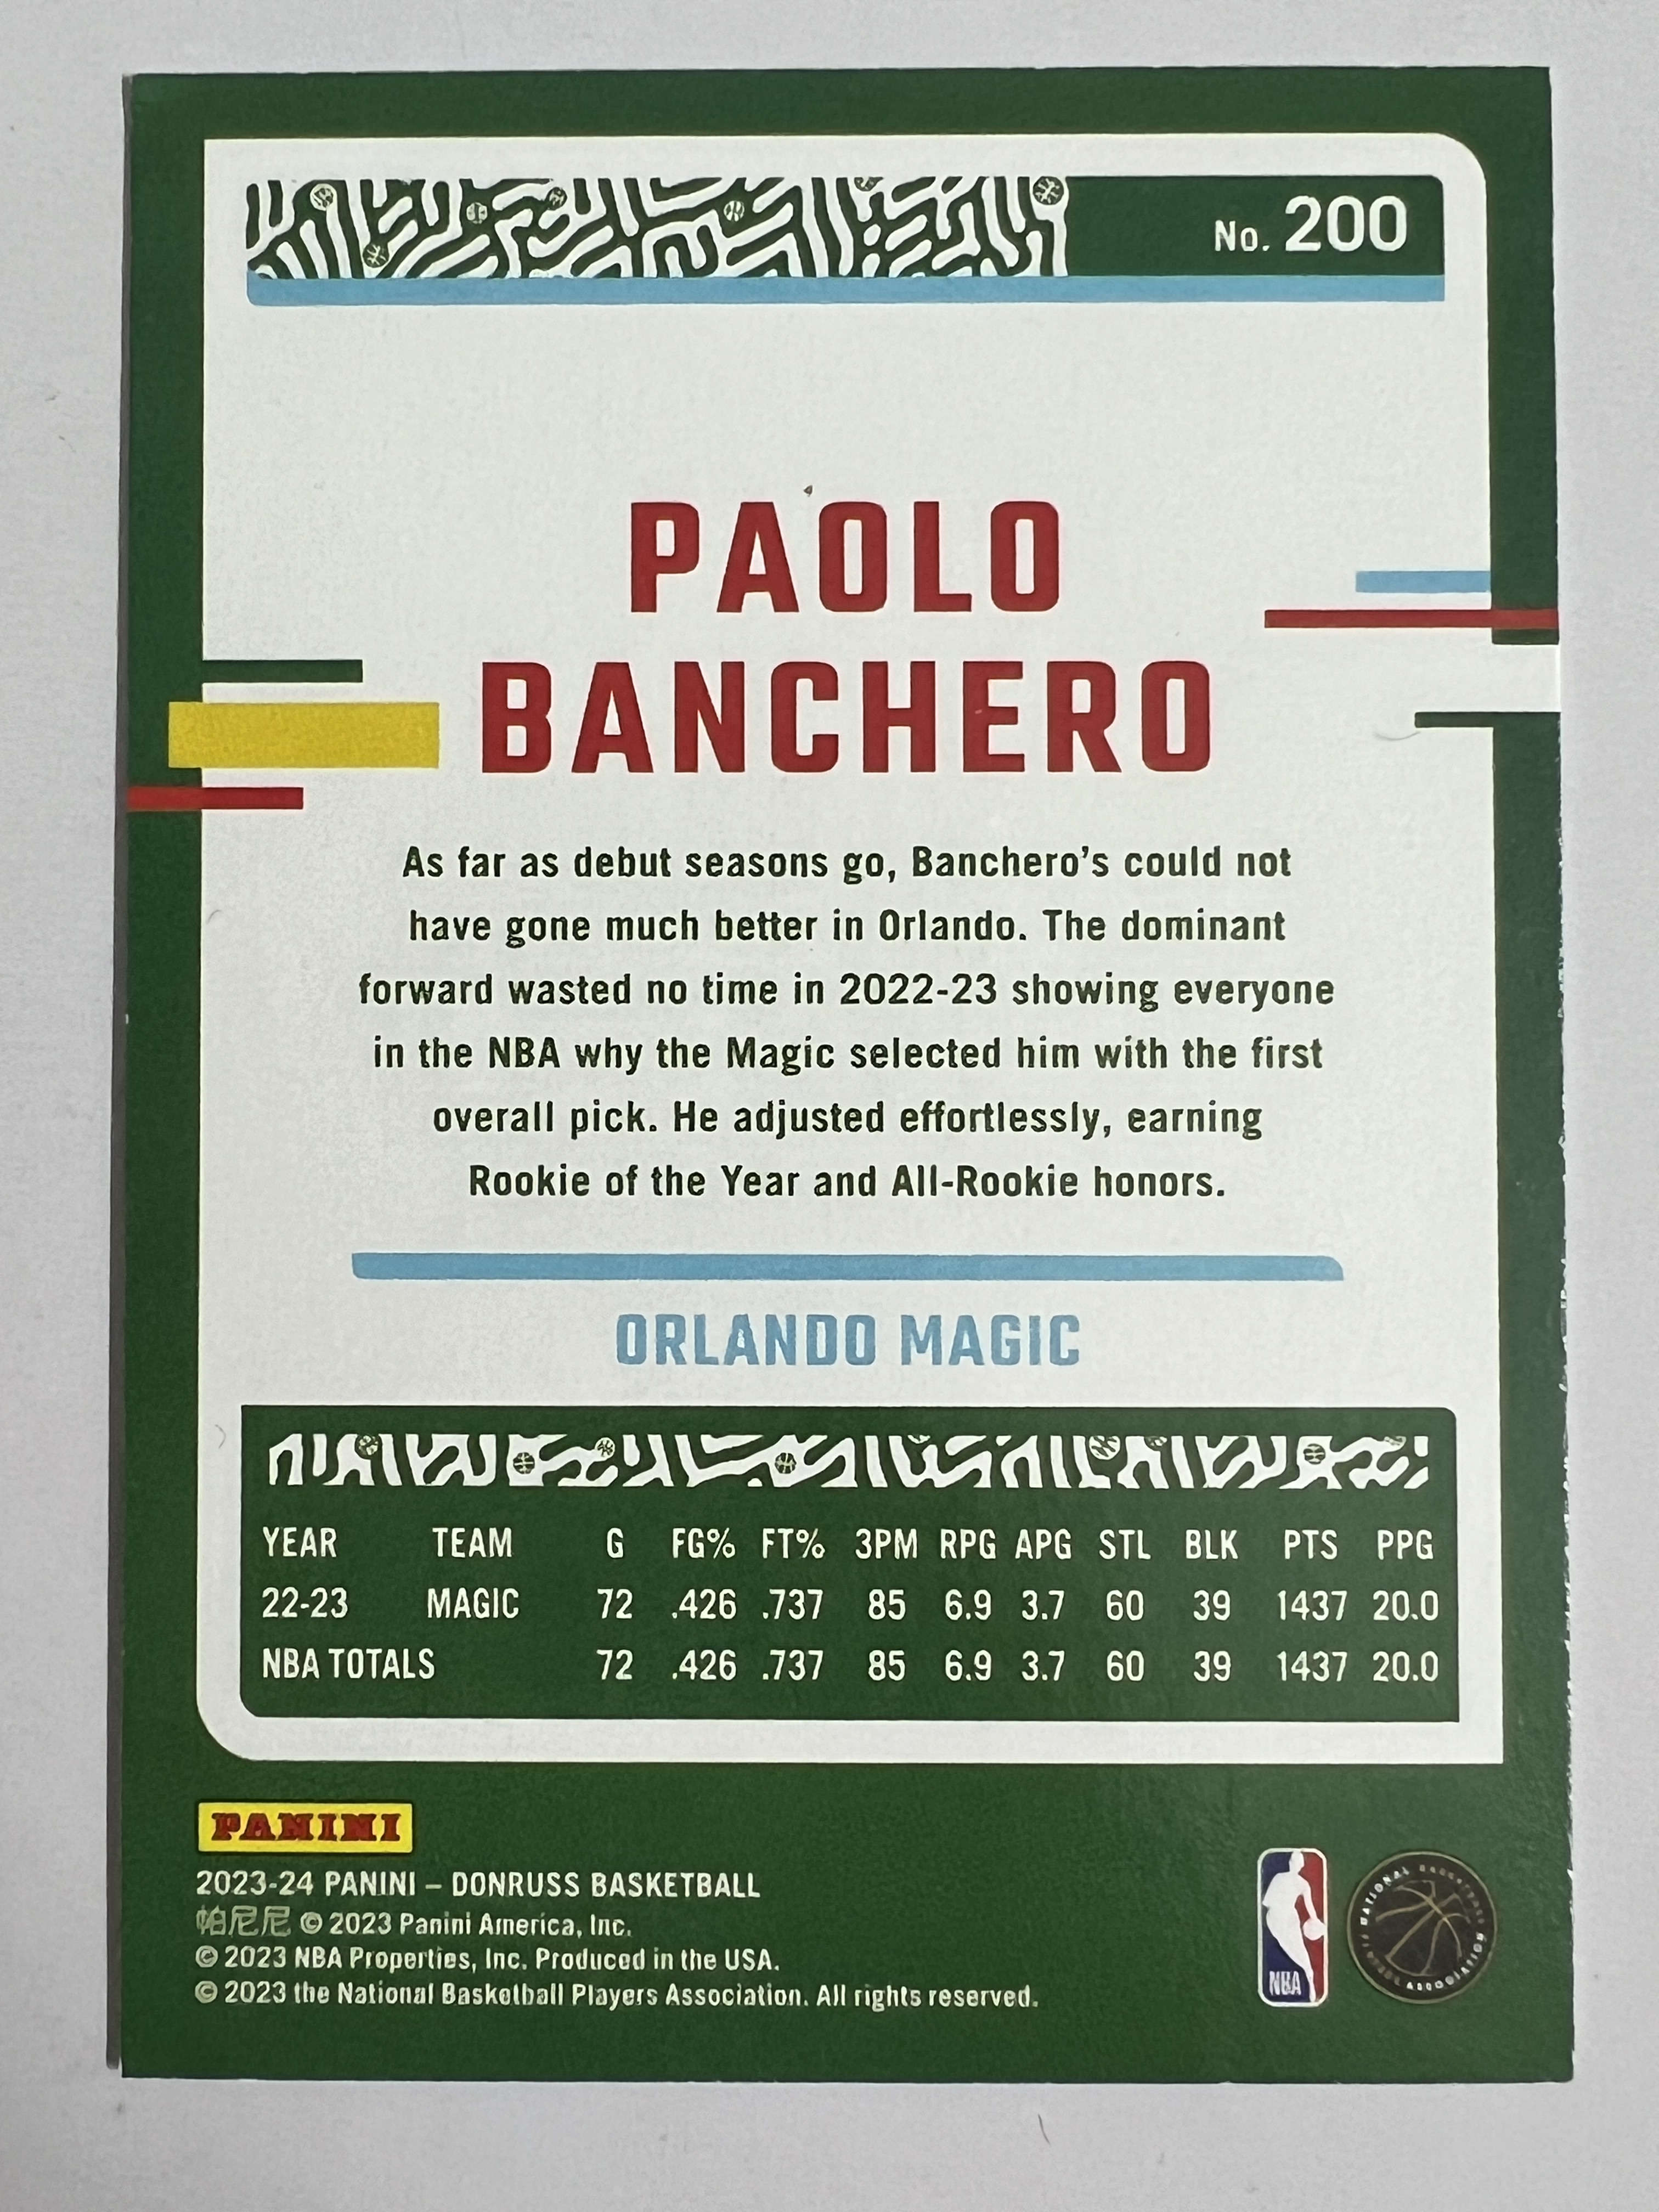 No. 200
PAOLO
BANCHERO
As far as debut seasons go, Banchero's could not
have gone much better in Orlando. The dominant
forward wasted no time in 2022-23 showing everyone
in the NBA why the Magic selected him with the first
overall pick. He adjusted effortlessly, earning
Rookie of the Year and All-Rookie honors.
ORLANDO MAGIC
YEAR TEAM G FG% FT% 3PM RPG APG STL BLK PTS PPG
22-23 MAGIC 72 .426 .737 85 6.9 3.7 60 39 1437 20.0
NBA TOTALS 72 .426 .737 85 6.9 3.7 60 39 1437 20.0
PANINI
2023-24 PANINI – DONRUSS BASKETBALL
帕尼尼 © 2023 Panini America, Inc.
© 2023 NBA Properties, Inc. Produced in the USA.
© 2023 the National Basketball Players Association. All rights reserved.
NBA
NATIONAL BASKETBALL PLAYERS ASSOCIATION